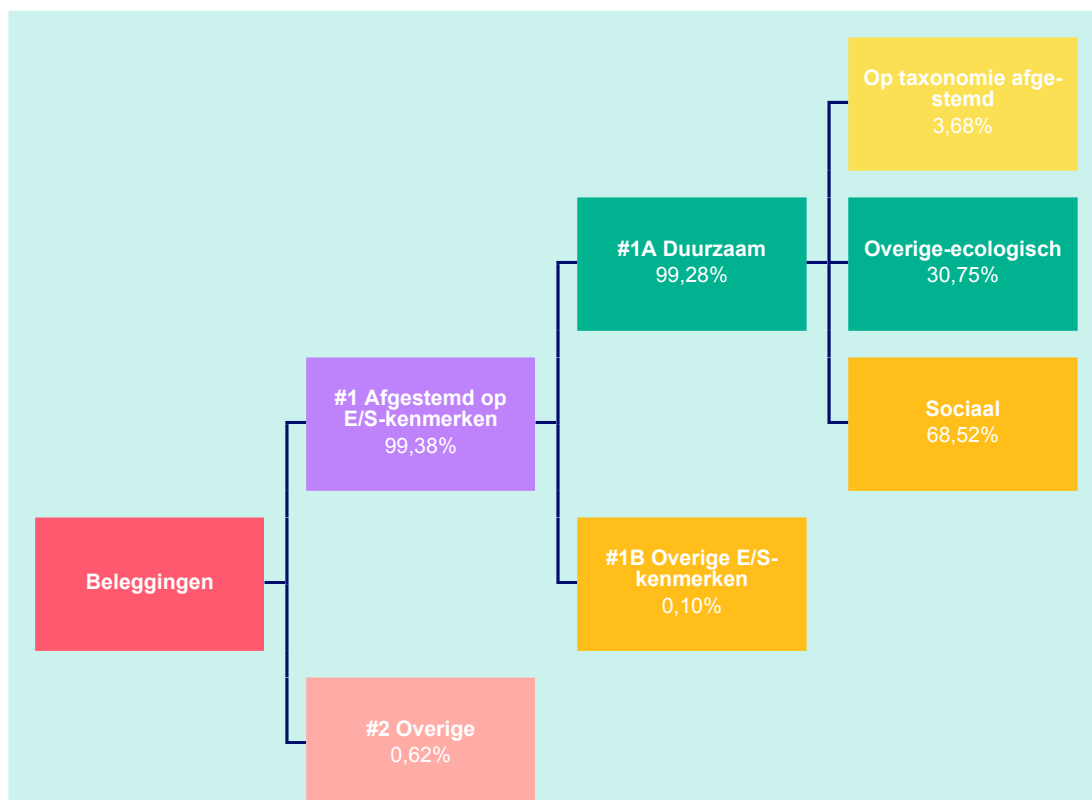 Op taxonomie afge-
stemd
3,68%
#1A Duurzaam
99,28%
Overige-ecologisch
30,75%
#1 Afgestemd op
E/S-kenmerken
99,38%
Sociaal
68,52%
Beleggingen
#1B Overige E/S-
kenmerken
0,10%
#2 Overige
0,62%